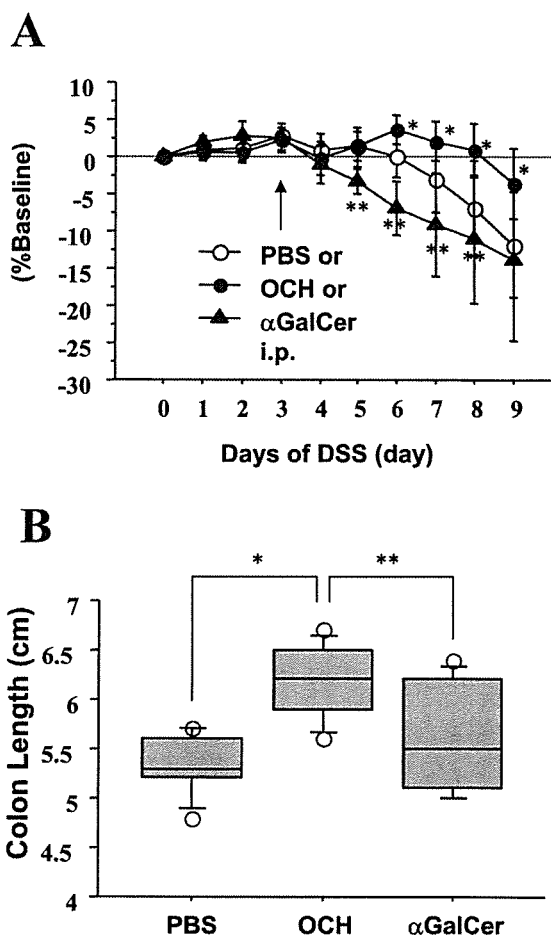 A
10
5
0
-5
-10
-15
-20
-25
-30
(%Baseline)
* * * *
** ** ** **
PBS or
OCH or
αGalCer
i.p.
0 1 2 3 4 5 6 7 8 9
Days of DSS (day)
B
* **
7
6.5
6
5.5
5
4.5
4
Colon Length (cm)
PBS OCH αGalCer